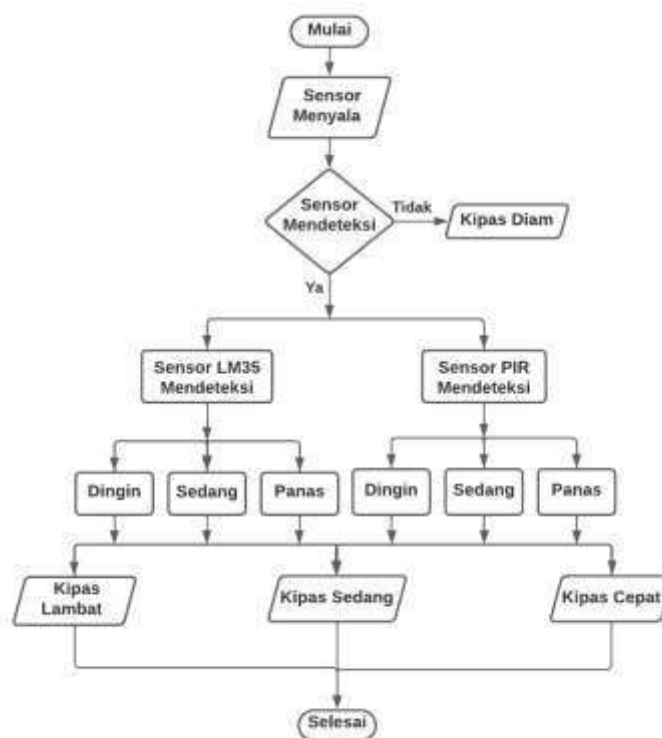 Mulai
Sensor
Menyala
Sensor
Mendeteksi
Tidak
Kipas Diam
Ya
Sensor LM35
Mendeteksi
Sensor PIR
Mendeteksi
Dingin
Sedang
Panas
Dingin
Sedang
Panas
Kipas
Lambat
Kipas Sedang
Kipas Cepat
Selesai